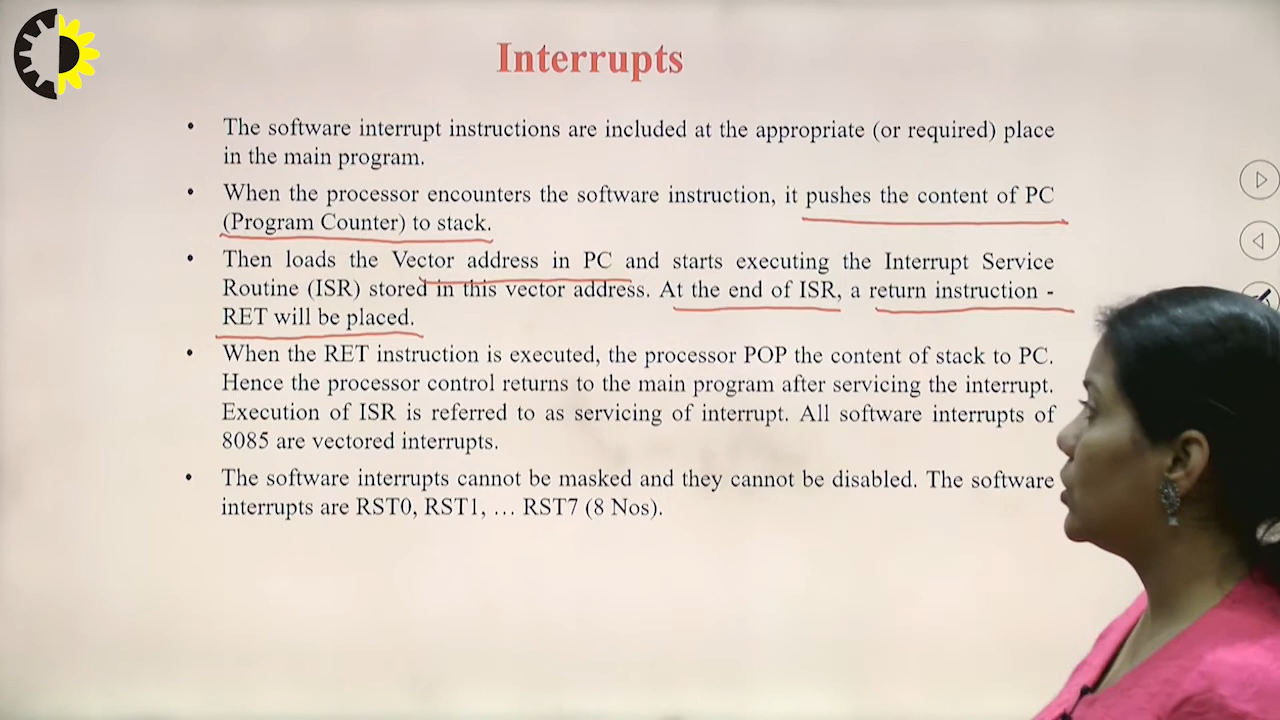 Interrupts
• The software interrupt instructions are included at the appropriate (or required) place
in the main program.
• When the processor encounters the software instruction, it pushes the content of PC
(Program Counter) to stack.
• Then loads the Vector address in PC and starts executing the Interrupt Service
Routine (ISR) stored in this vector address. At the end of ISR, a return instruction -
RET will be placed.
• When the RET instruction is executed, the processor POP the content of stack to PC.
Hence the processor control returns to the main program after servicing the interrupt.
Execution of ISR is referred to as servicing of interrupt. All software interrupts of
8085 are vectored interrupts.
• The software interrupts cannot be masked and they cannot be disabled. The software
interrupts are RST0, RST1, … RST7 (8 Nos).